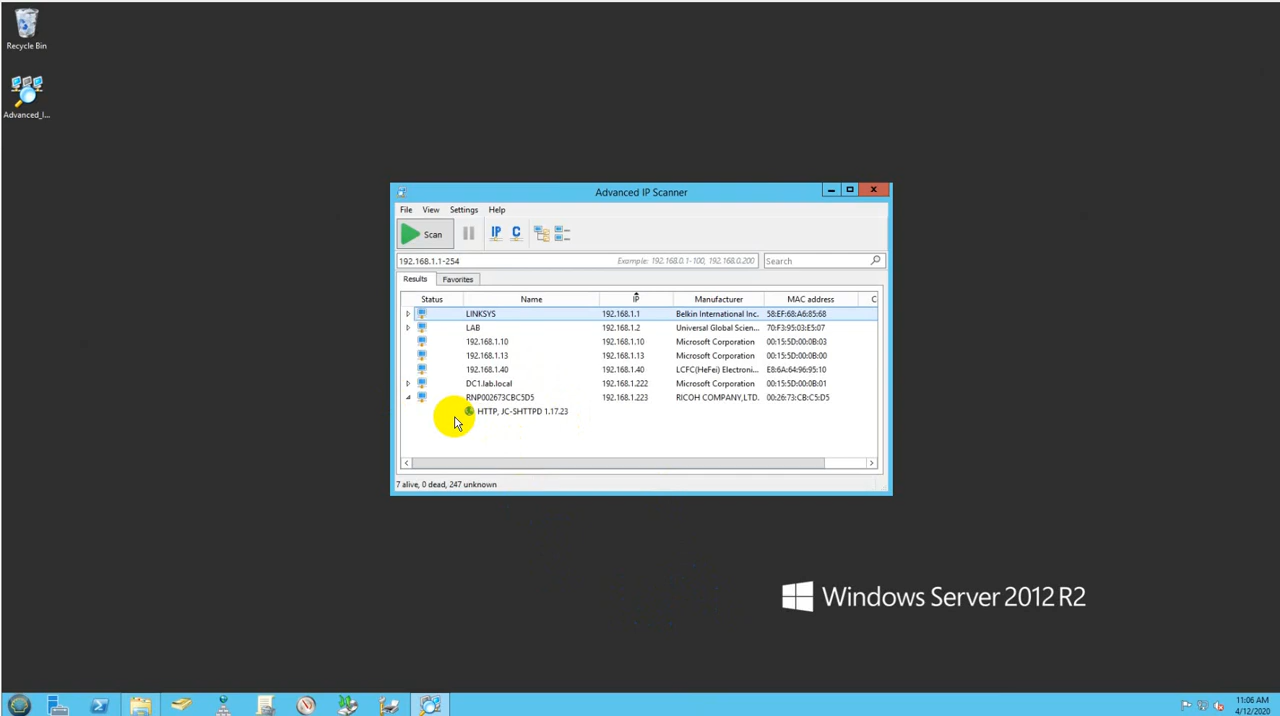 Recycle Bin
Advanced_I...
Advanced IP Scanner
File View Settings Help
Scan IP C
192.168.1.1-254 Example: 192.168.0.1-100, 192.168.0.200 Search
Results Favorites
Status Name IP Manufacturer MAC address C
LINKSYS 192.168.1.1 Belkin International Inc. 58:EF:68:A6:85:68
LAB 192.168.1.2 Universal Global Scien... 70:F3:95:03:E5:07
192.168.1.10 192.168.1.10 Microsoft Corporation 00:15:5D:00:0B:03
192.168.1.13 192.168.1.13 Microsoft Corporation 00:15:5D:00:0B:00
192.168.1.40 192.168.1.40 LCFC(HeFei) Electroni... E8:6A:64:96:95:10
DC1.lab.local 192.168.1.222 Microsoft Corporation 00:15:5D:00:0B:01
RNP002673CBC5D5 192.168.1.223 RICOH COMPANY,LTD. 00:26:73:CB:C5:D5
HTTP, JC-SHTTPD 1.17.23
7 alive, 0 dead, 247 unknown
Windows Server 2012 R2
11:06 AM
4/12/2020